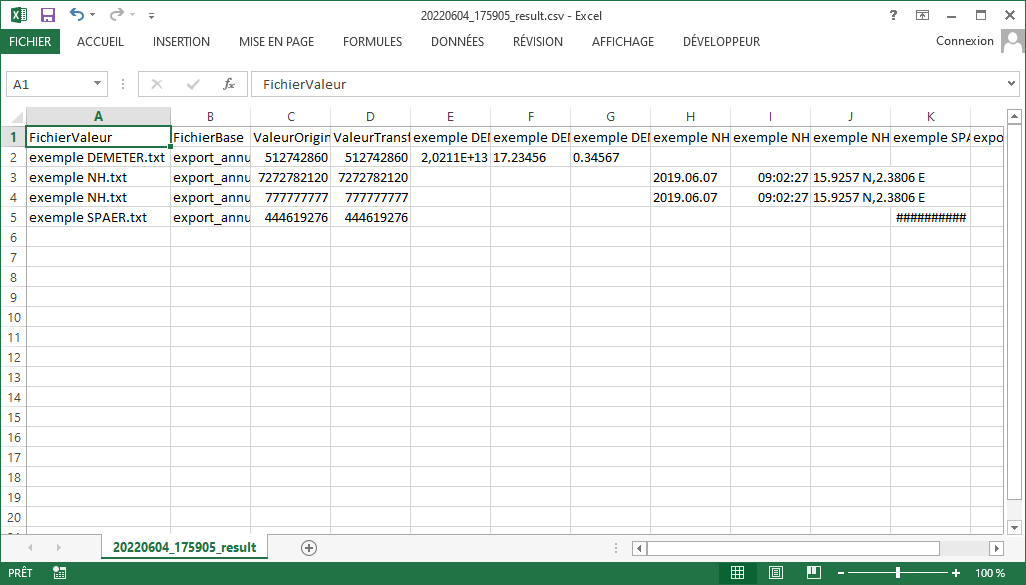 20220604_175905_result.csv - Excel
FICHIER ACCUEIL INSERTION MISE EN PAGE FORMULES DONNÉES RÉVISION AFFICHAGE DÉVELOPPEUR Connexion
A1 fx FichierValeur
A B C D E F G H I J K
1 FichierValeur FichierBase ValeurOrigin ValeurTransf exemple DEM exemple DEM exemple DEM exemple NH exemple NH exemple NH exemple SPA expo
2 exemple DEMETER.txt export_annu 512742860 512742860 2,0211E+13 17.23456 0.34567
3 exemple NH.txt export_annu 7272782120 7272782120 2019.06.07 09:02:27 15.9257 N,2.3806 E
4 exemple NH.txt export_annu 777777777 777777777 2019.06.07 09:02:27 15.9257 N,2.3806 E
5 exemple SPAER.txt export_annu 444619276 444619276 ##########
6
7
8
9
10
11
12
13
14
15
16
17
18
19
20
20220604_175905_result
PRÊT 100 %